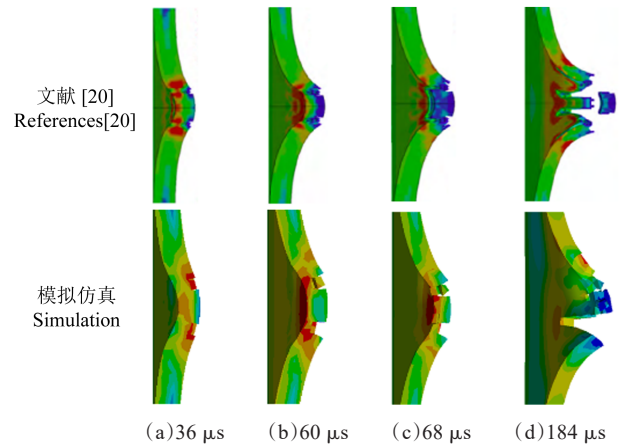 文献 [20]
References[20]
模拟仿真
Simulation
(a)36 μs (b)60 μs (c)68 μs (d)184 μs